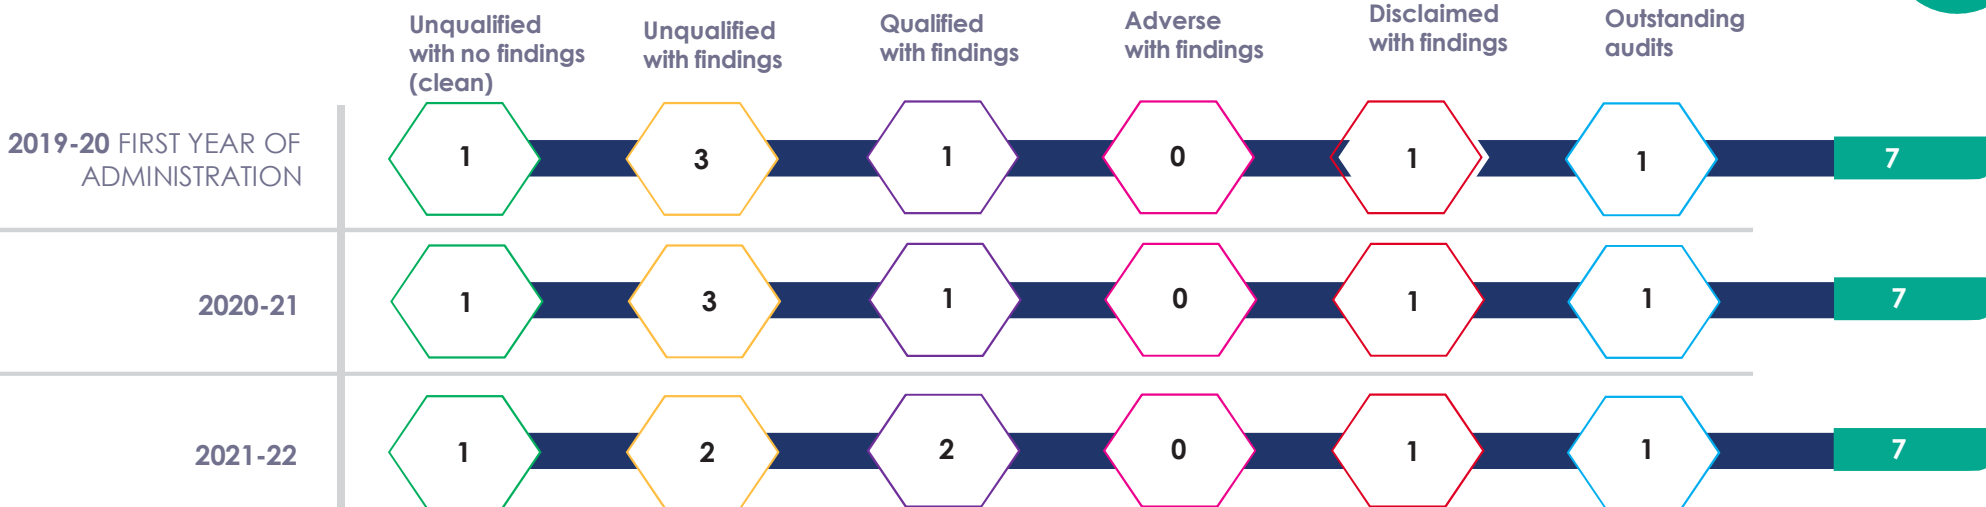 Unqualified
with no findings
(clean)
Unqualified
with findings
Qualified
with findings
Adverse
with findings
Disclaimed
with findings
Outstanding
audits
2019-20 FIRST YEAR OF
ADMINISTRATION
1 3 1 0 1 1 7
2020-21 1 3 1 0 1 1 7
2021-22 1 2 2 0 1 1 7